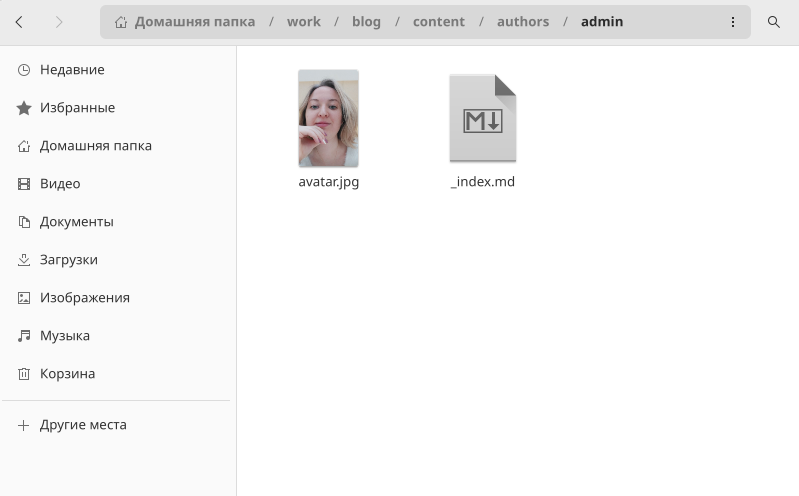 Домашняя папка / work / blog / content / authors / admin
Недавние
Избранные
Домашняя папка
Видео
Документы
Загрузки
Изображения
Музыка
Корзина
Другие места
M
avatar.jpg
_index.md